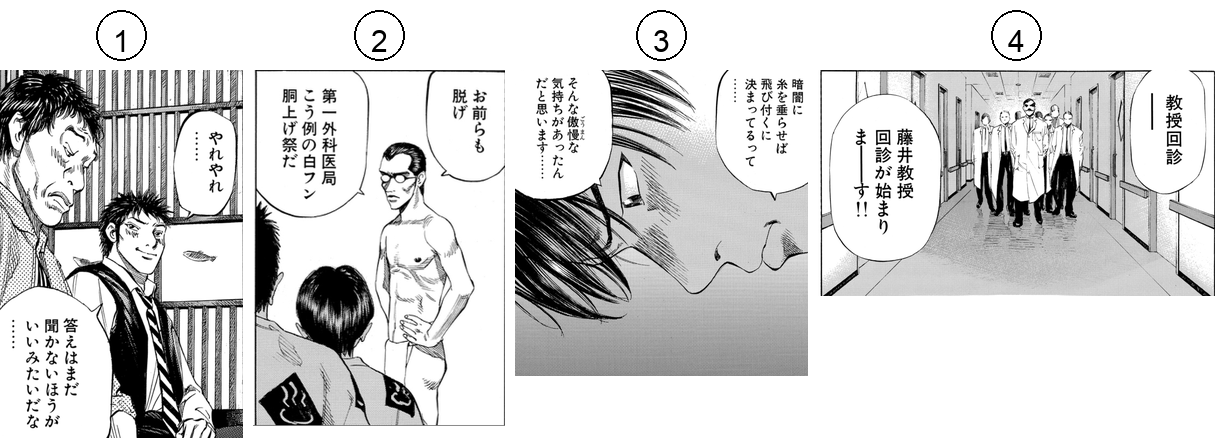 1
やれやれ
……
答えはまだ
聞かないほうが
いいみたいだな
……
2
お前らも
脱げ
第一外科医局
こう例の白フン
胴上げ祭だ
3
暗闇に
糸を垂らせば
飛び付くに
決まってるって
……
そんな傲慢な
ごうまん
気持ちがあったん
だと思います……
4
教授回診
━━
藤井教授
回診が始まり
ま━━す!!